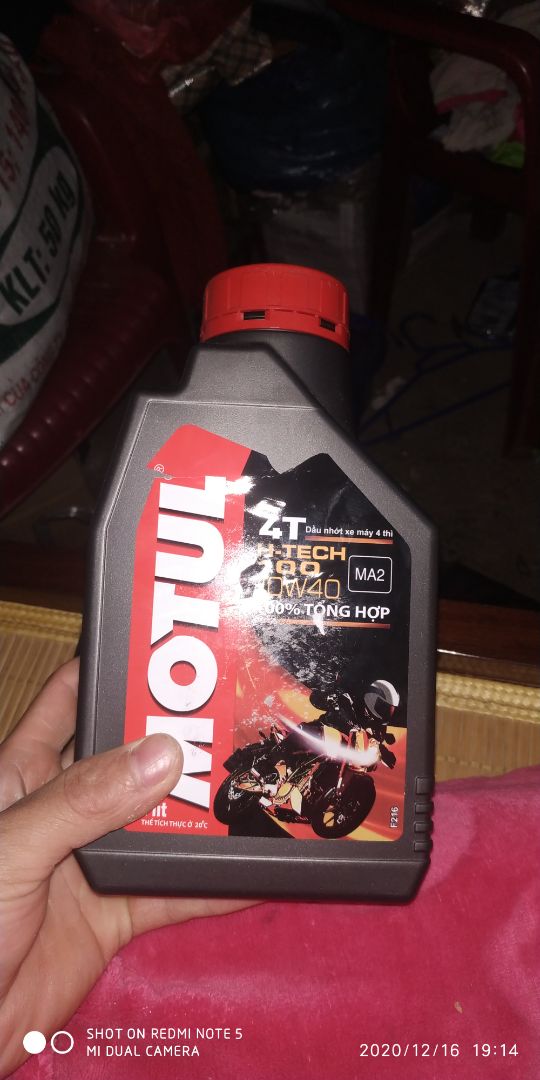 KLT: 50 kg
MOTUL
4T Dầu nhớt xe máy 4 thì
H-TECH
100
10W40
MA2
100% TỔNG HỢP
lít
THỂ TÍCH THỰC Ở 20°C
F216
SHOT ON REDMI NOTE 5
MI DUAL CAMERA
2020/12/16 19:14